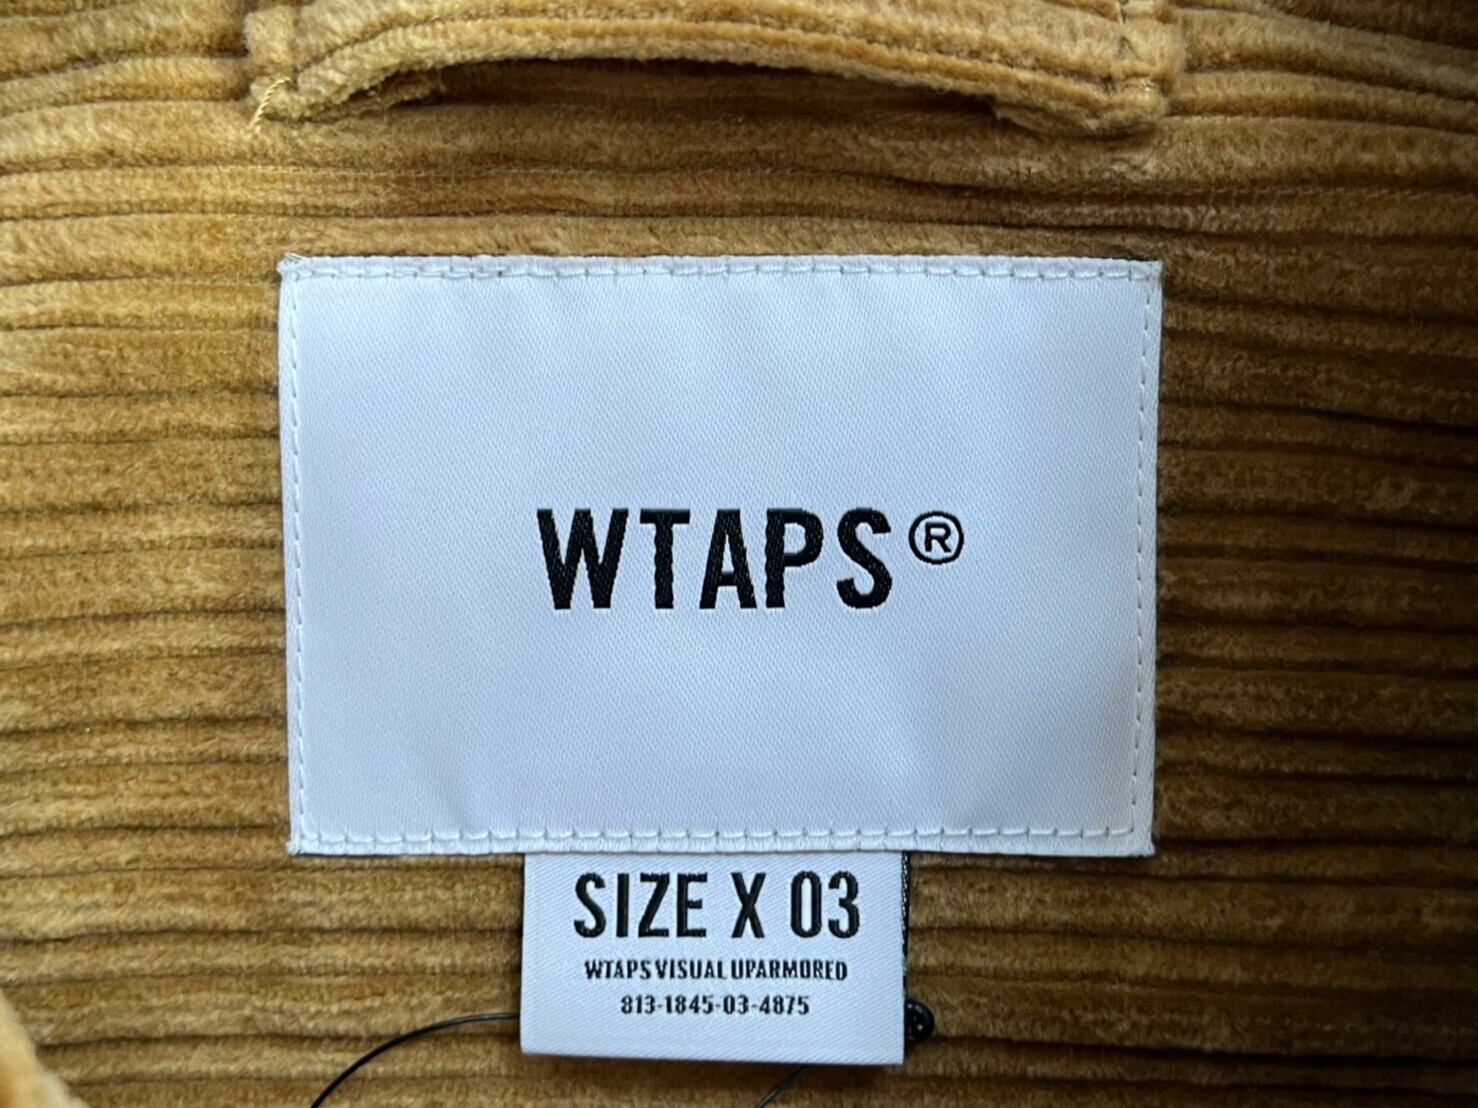 WTAPS®
SIZE X 03
WTAPS VISUAL UPARMORED
813-1845-03-4875